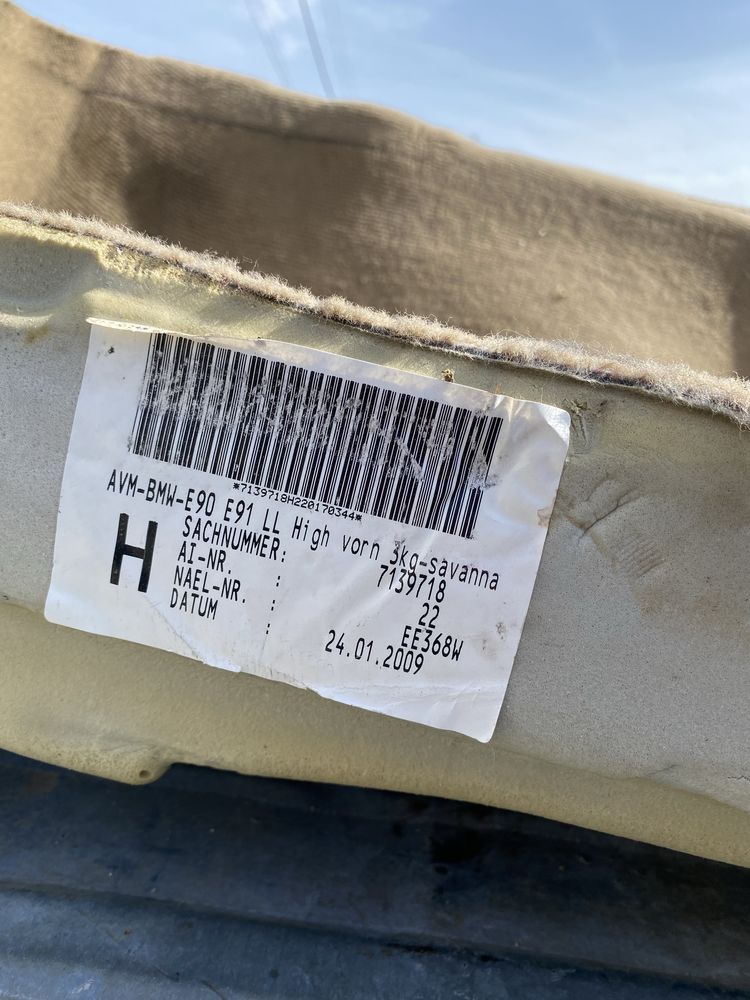 *7139718H220170344*
AVM-BMW-E90 E91 LL High vorn 3kg-savanna
H
SACHNUMMER: 7139718
AI-NR. : 22
NAEL-NR. : EE368W
DATUM : 24.01.2009